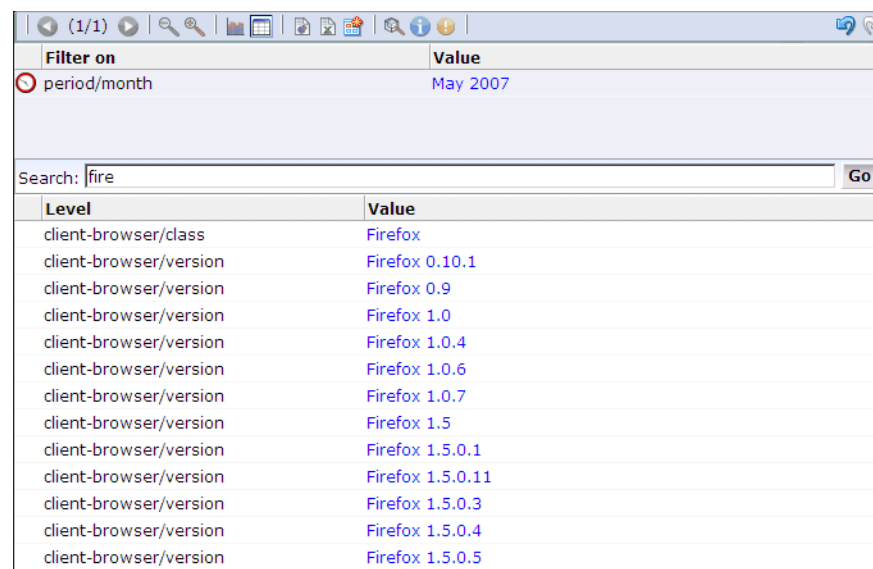 (1/1)
Filter on Value
period/month May 2007
Search: fire Go
Level Value
client-browser/class Firefox
client-browser/version Firefox 0.10.1
client-browser/version Firefox 0.9
client-browser/version Firefox 1.0
client-browser/version Firefox 1.0.4
client-browser/version Firefox 1.0.6
client-browser/version Firefox 1.0.7
client-browser/version Firefox 1.5
client-browser/version Firefox 1.5.0.1
client-browser/version Firefox 1.5.0.11
client-browser/version Firefox 1.5.0.3
client-browser/version Firefox 1.5.0.4
client-browser/version Firefox 1.5.0.5